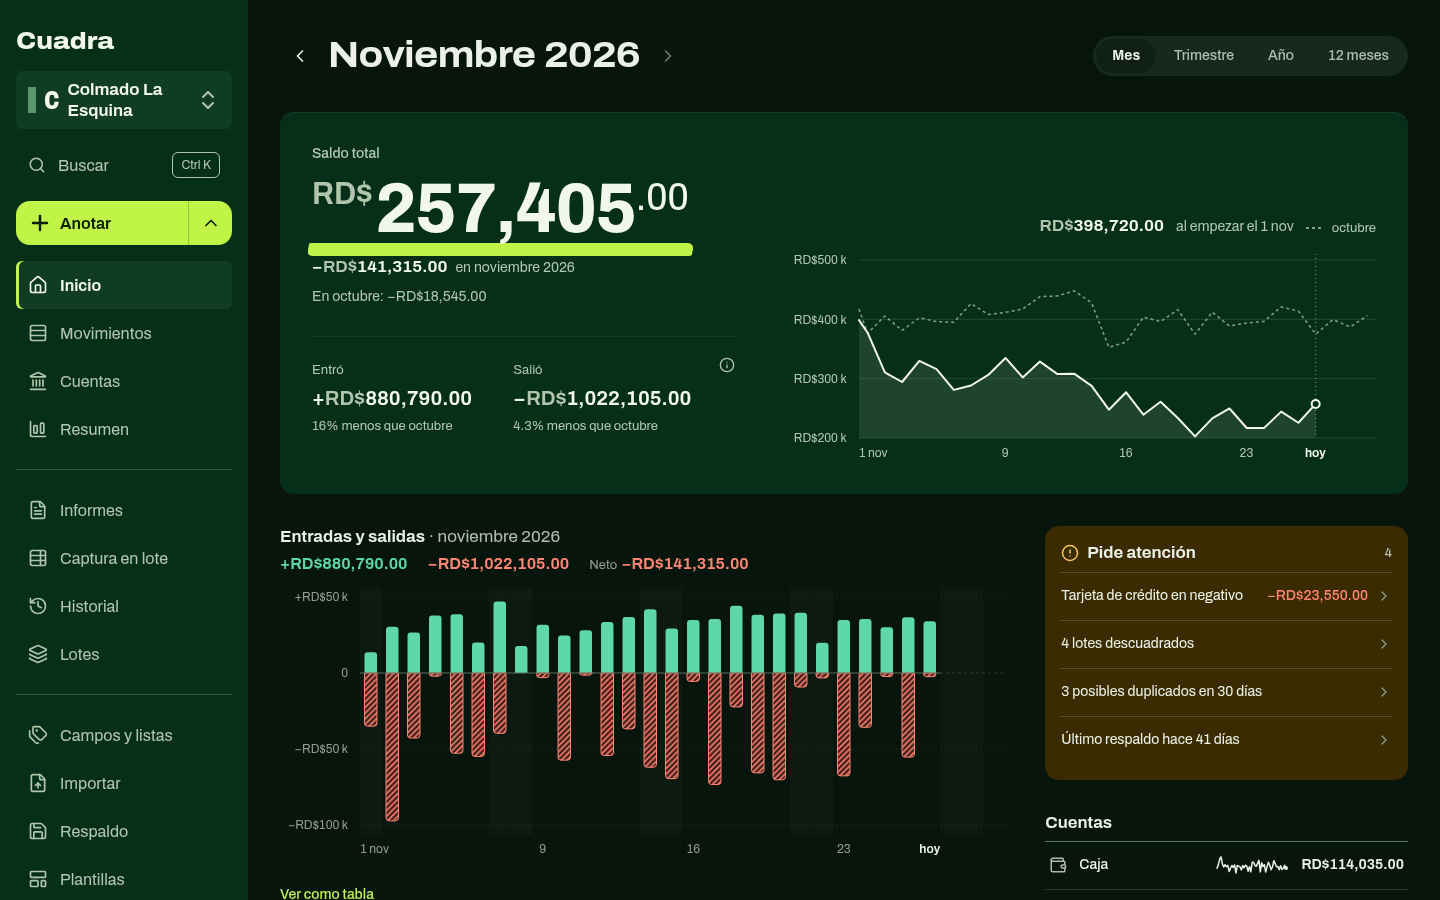 Cuadra
C Colmado La
Esquina
Buscar Ctrl K
Anotar
Inicio
Movimientos
Cuentas
Resumen
Informes
Captura en lote
Historial
Lotes
Campos y listas
Importar
Respaldo
Plantillas
Noviembre 2026
Mes Trimestre Año 12 meses
Saldo total
RD$257,405.00
−RD$141,315.00 en noviembre 2026
En octubre: −RD$18,545.00
Entró
+RD$880,790.00
16% menos que octubre
Salió
−RD$1,022,105.00
4.3% menos que octubre
RD$398,720.00 al empezar el 1 nov octubre
RD$500 k
RD$400 k
RD$300 k
RD$200 k
1 nov 9 16 23 hoy
Entradas y salidas · noviembre 2026
+RD$880,790.00 −RD$1,022,105.00 Neto −RD$141,315.00
+RD$50 k
0
−RD$50 k
−RD$100 k
1 nov 9 16 23 hoy
Ver como tabla
Pide atención 4
Tarjeta de crédito en negativo −RD$23,550.00
4 lotes descuadrados
3 posibles duplicados en 30 días
Último respaldo hace 41 días
Cuentas
Caja RD$114,035.00